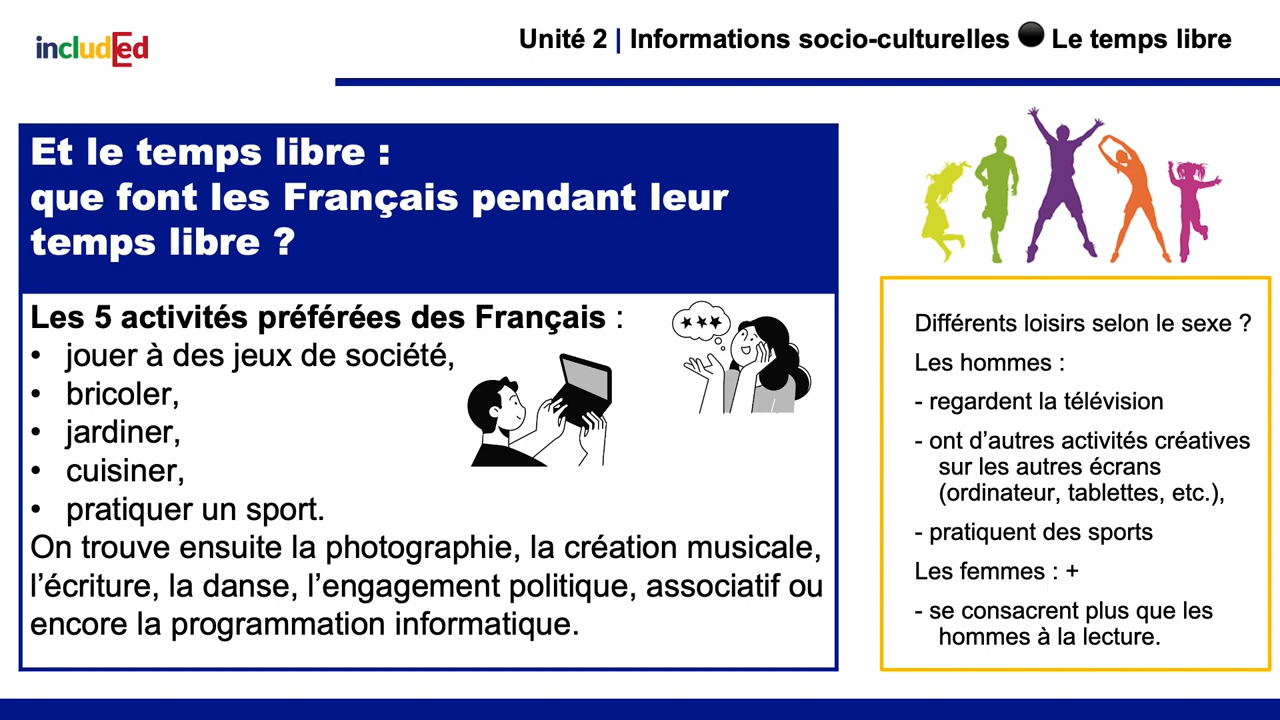 includEd
Unité 2 | Informations socio-culturelles ● Le temps libre
Et le temps libre :
que font les Français pendant leur
temps libre ?
Les 5 activités préférées des Français :
• jouer à des jeux de société,
• bricoler,
• jardiner,
• cuisiner,
• pratiquer un sport.
On trouve ensuite la photographie, la création musicale,
l’écriture, la danse, l’engagement politique, associatif ou
encore la programmation informatique.
Différents loisirs selon le sexe ?
Les hommes :
- regardent la télévision
- ont d’autres activités créatives
sur les autres écrans
(ordinateur, tablettes, etc.),
- pratiquent des sports
Les femmes : +
- se consacrent plus que les
hommes à la lecture.